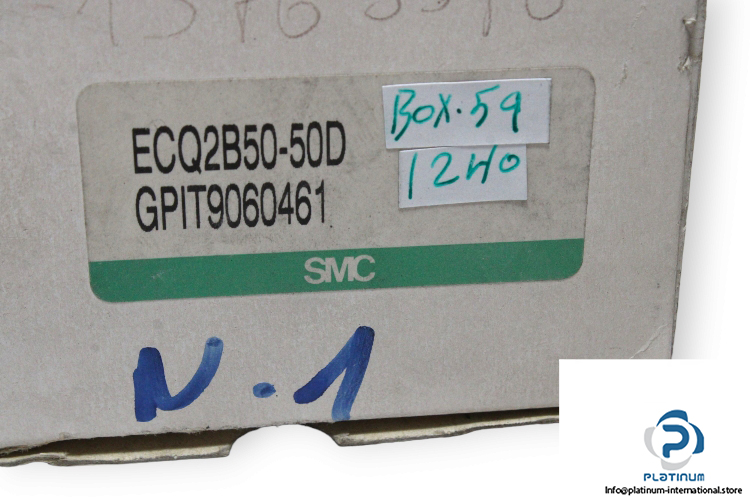 BOX.59
ECQ2B50-50D
1240
GPIT9060461
SMC
N.1
PLATINUM
Info@platinum-international.store